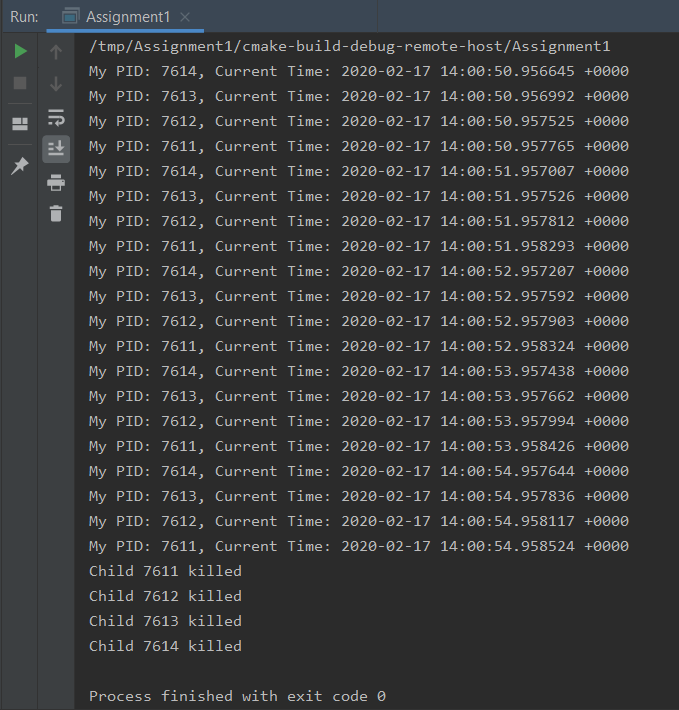 Run: Assignment1
/tmp/Assignment1/cmake-build-debug-remote-host/Assignment1
My PID: 7614, Current Time: 2020-02-17 14:00:50.956645 +0000
My PID: 7613, Current Time: 2020-02-17 14:00:50.956992 +0000
My PID: 7612, Current Time: 2020-02-17 14:00:50.957525 +0000
My PID: 7611, Current Time: 2020-02-17 14:00:50.957765 +0000
My PID: 7614, Current Time: 2020-02-17 14:00:51.957007 +0000
My PID: 7613, Current Time: 2020-02-17 14:00:51.957526 +0000
My PID: 7612, Current Time: 2020-02-17 14:00:51.957812 +0000
My PID: 7611, Current Time: 2020-02-17 14:00:51.958293 +0000
My PID: 7614, Current Time: 2020-02-17 14:00:52.957207 +0000
My PID: 7613, Current Time: 2020-02-17 14:00:52.957592 +0000
My PID: 7612, Current Time: 2020-02-17 14:00:52.957903 +0000
My PID: 7611, Current Time: 2020-02-17 14:00:52.958324 +0000
My PID: 7614, Current Time: 2020-02-17 14:00:53.957438 +0000
My PID: 7613, Current Time: 2020-02-17 14:00:53.957662 +0000
My PID: 7612, Current Time: 2020-02-17 14:00:53.957994 +0000
My PID: 7611, Current Time: 2020-02-17 14:00:53.958426 +0000
My PID: 7614, Current Time: 2020-02-17 14:00:54.957644 +0000
My PID: 7613, Current Time: 2020-02-17 14:00:54.957836 +0000
My PID: 7612, Current Time: 2020-02-17 14:00:54.958117 +0000
My PID: 7611, Current Time: 2020-02-17 14:00:54.958524 +0000
Child 7611 killed
Child 7612 killed
Child 7613 killed
Child 7614 killed
Process finished with exit code 0